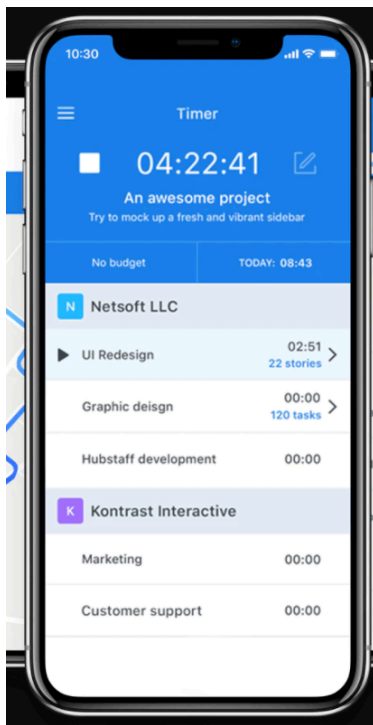 10:30
Timer
04:22:41
An awesome project
Try to mock up a fresh and vibrant sidebar
No budget
TODAY: 08:43
N Netsoft LLC
UI Redesign 02:51
22 stories
Graphic deisgn 00:00
120 tasks
Hubstaff development 00:00
K Kontrast Interactive
Marketing 00:00
Customer support 00:00